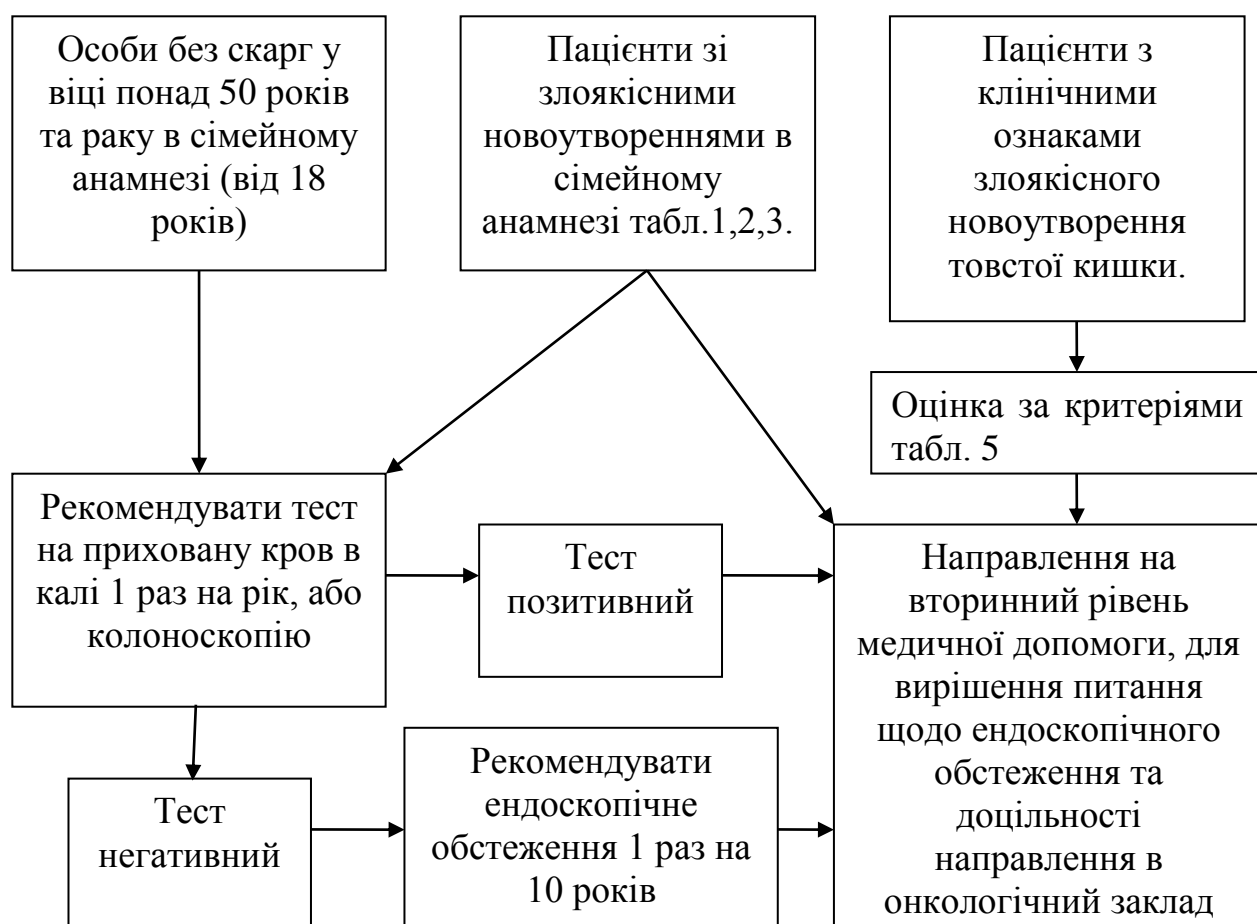 Особи без скарг у
віці понад 50 років
та раку в сімейному
анамнезі (від 18
років)
Пацієнти зі
злоякісними
новоутвореннями в
сімейному
анамнезі табл.1,2,3.
Пацієнти з
клінічними
ознаками
злоякісного
новоутворення
товстої кишки.
Оцінка за критеріями
табл. 5
Рекомендувати тест
на приховану кров в
калі 1 раз на рік, або
колоноскопію
Тест
позитивний
Направлення на
вторинний рівень
медичної допомоги, для
вирішення питання
щодо ендоскопічного
обстеження та
доцільності
направлення в
онкологічний заклад
Тест
негативний
Рекомендувати
ендоскопічне
обстеження 1 раз на
10 років